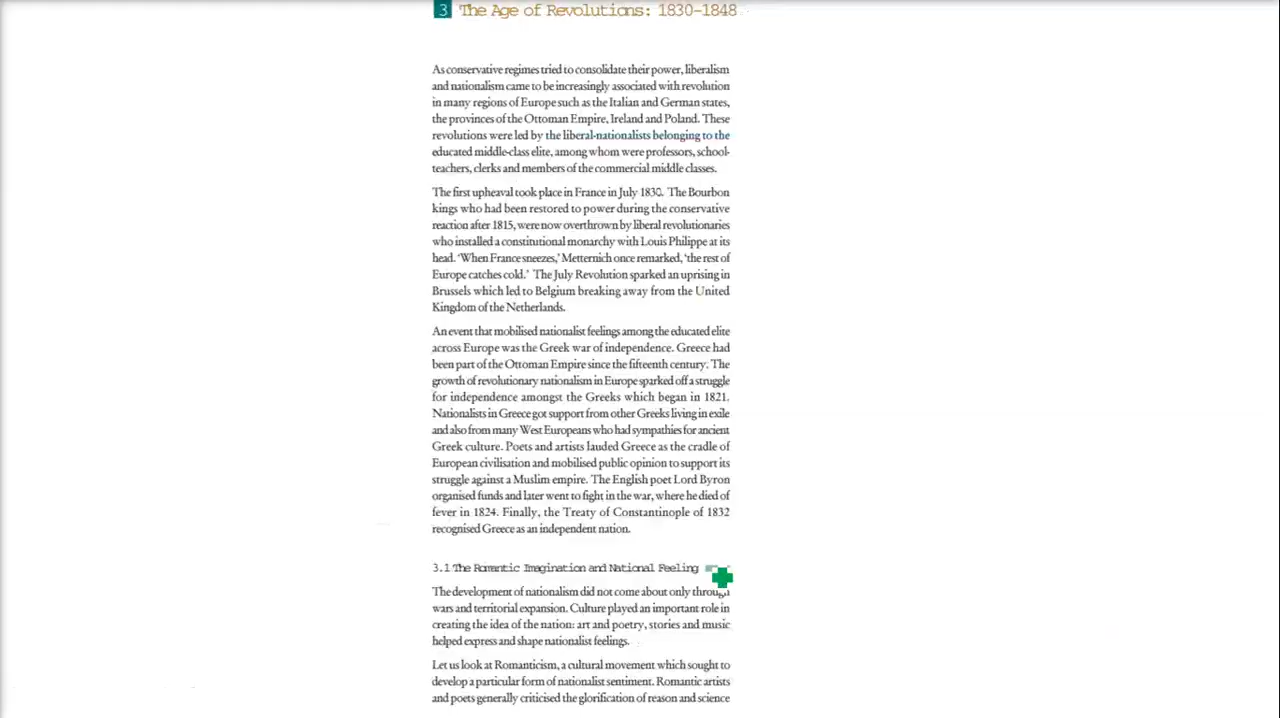 3 The Age of Revolutions: 1830-1848
As conservative regimes tried to consolidate their power, liberalism
and nationalism came to be increasingly associated with revolution
in many regions of Europe such as the Italian and German states,
the provinces of the Ottoman Empire, Ireland and Poland. These
revolutions were led by the liberal-nationalists belonging to the
educated middle-class elite, among whom were professors, school-
teachers, clerks and members of the commercial middle classes.
The first upheaval took place in France in July 1830. The Bourbon
kings who had been restored to power during the conservative
reaction after 1815, were now overthrown by liberal revolutionaries
who installed a constitutional monarchy with Louis Philippe at its
head. 'When France sneezes,' Metternich once remarked, 'the rest of
Europe catches cold.' The July Revolution sparked an uprising in
Brussels which led to Belgium breaking away from the United
Kingdom of the Netherlands.
An event that mobilised nationalist feelings among the educated elite
across Europe was the Greek war of independence. Greece had
been part of the Ottoman Empire since the fifteenth century. The
growth of revolutionary nationalism in Europe sparked off a struggle
for independence amongst the Greeks which began in 1821.
Nationalists in Greece got support from other Greeks living in exile
and also from many West Europeans who had sympathies for ancient
Greek culture. Poets and artists lauded Greece as the cradle of
European civilisation and mobilised public opinion to support its
struggle against a Muslim empire. The English poet Lord Byron
organised funds and later went to fight in the war, where he died of
fever in 1824. Finally, the Treaty of Constantinople of 1832
recognised Greece as an independent nation.
3.1 The Romantic Imagination and National Feeling
The development of nationalism did not come about only through
wars and territorial expansion. Culture played an important role in
creating the idea of the nation: art and poetry, stories and music
helped express and shape nationalist feelings.
Let us look at Romanticism, a cultural movement which sought to
develop a particular form of nationalist sentiment. Romantic artists
and poets generally criticised the glorification of reason and science